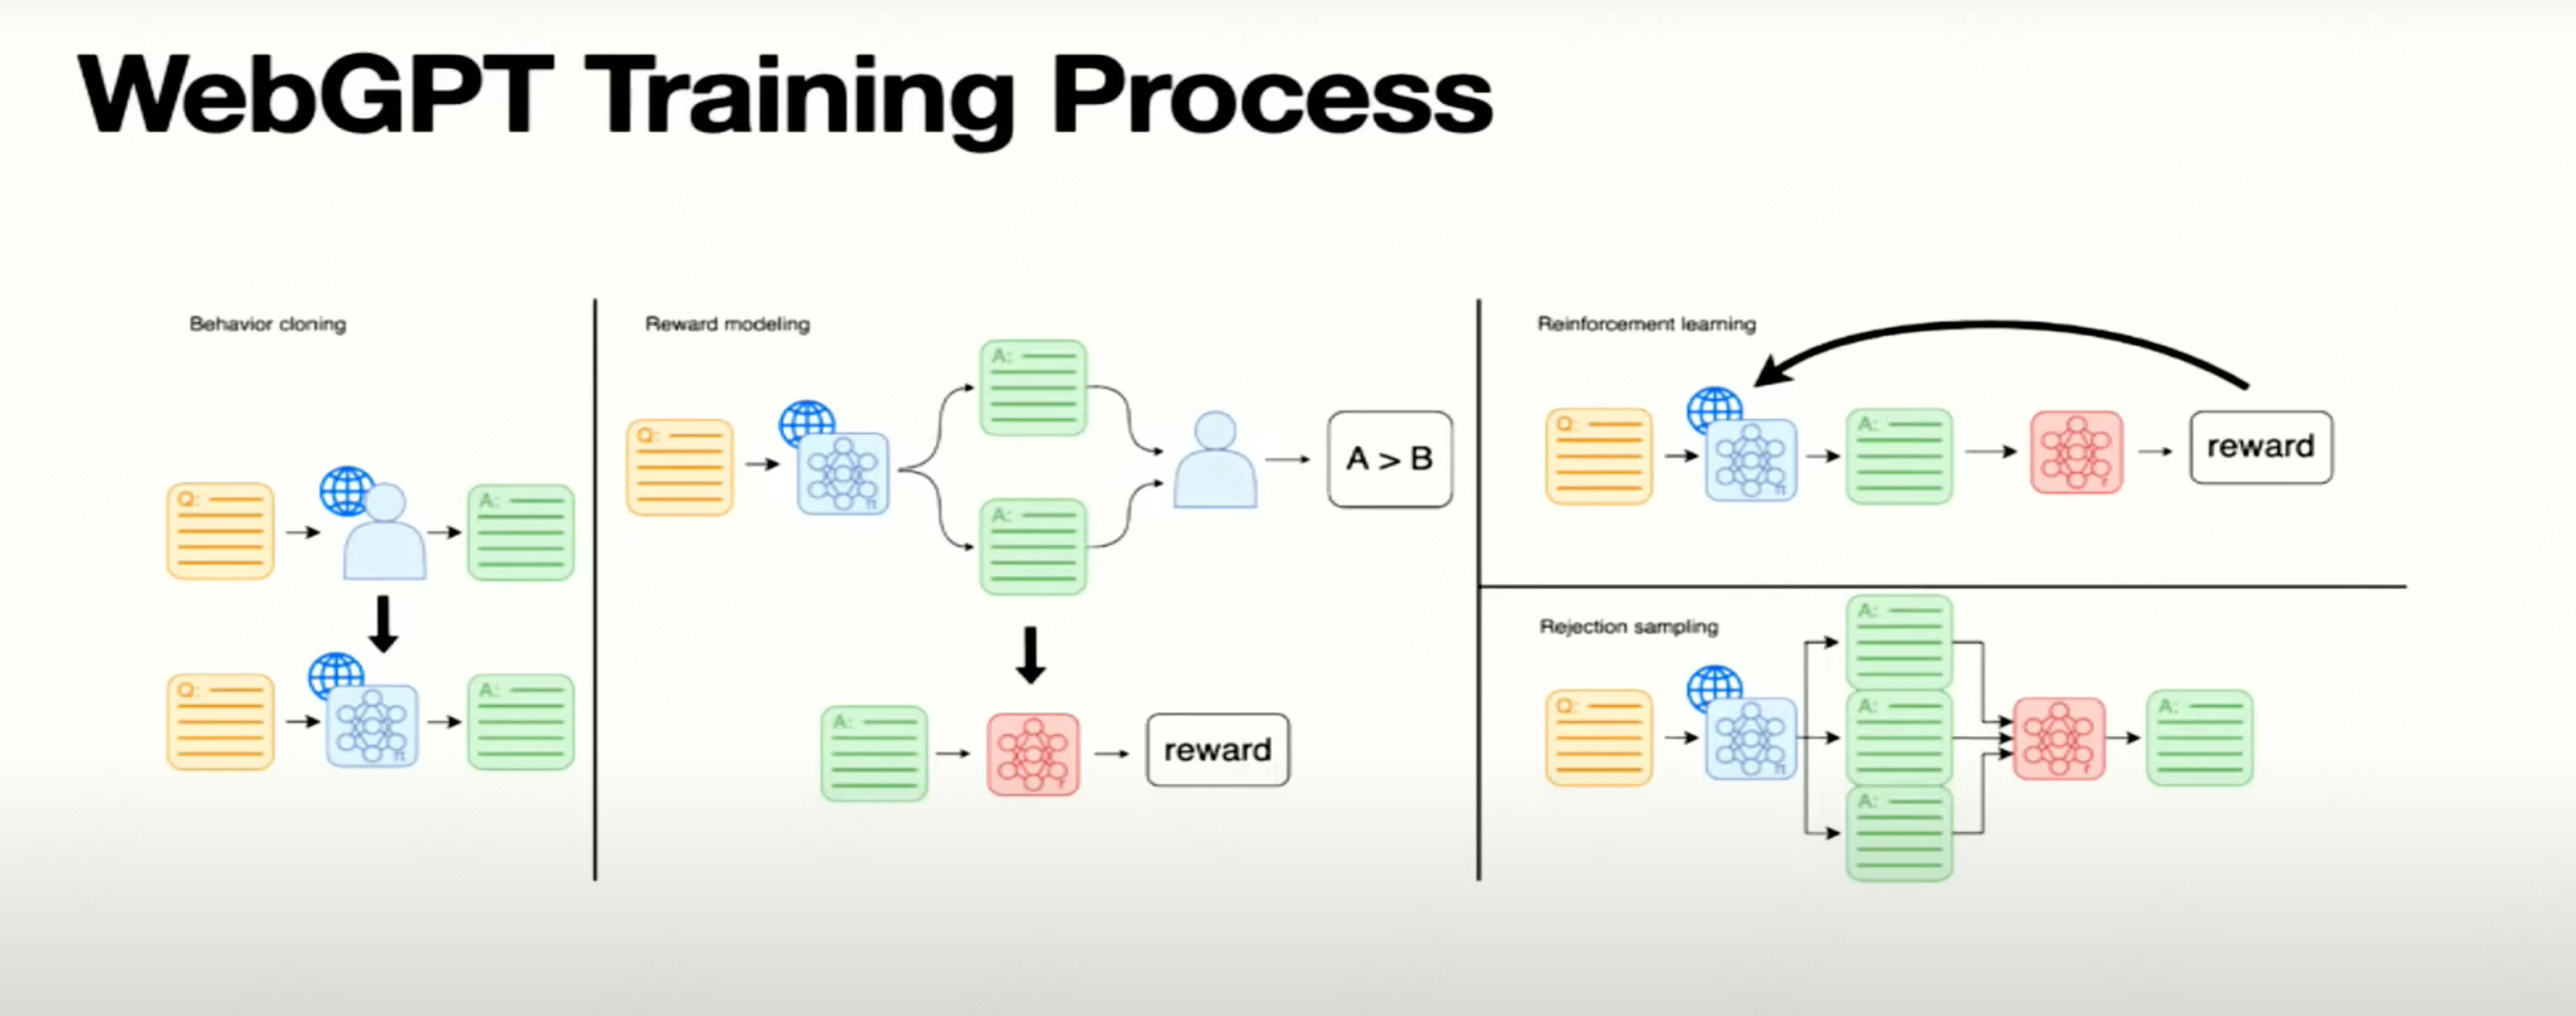 WebGPT Training Process
Behavior cloning
Q:
A:
Q:
A:
Reward modeling
Q:
π
A:
A:
A > B
A:
r
reward
Reinforcement learning
Q:
π
A:
r
reward
Rejection sampling
Q:
π
A:
A:
A:
r
A: